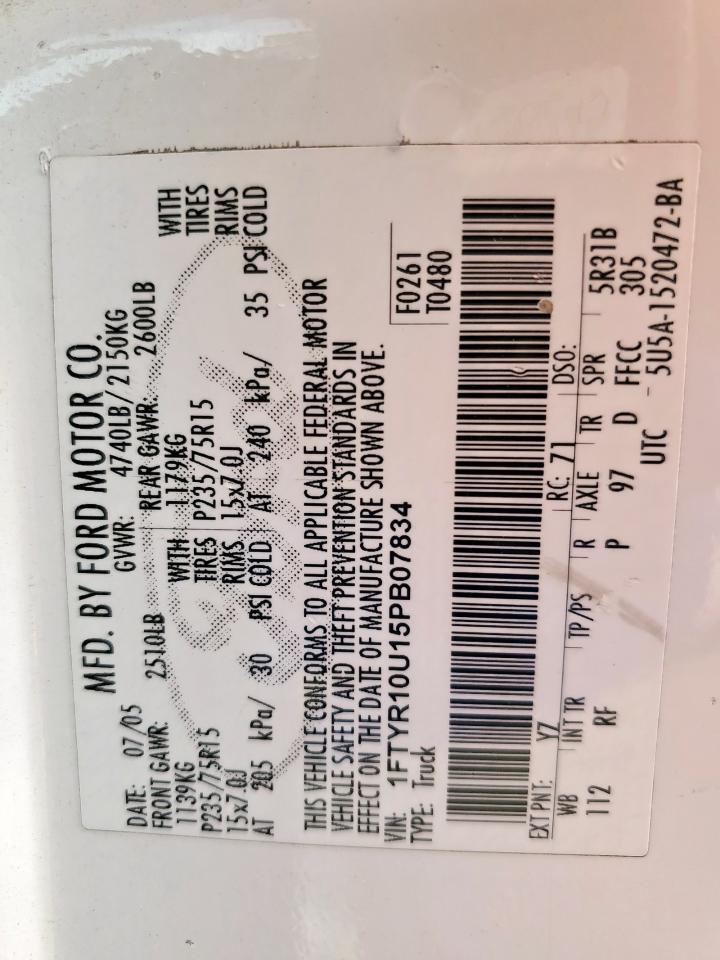 MFD. BY FORD MOTOR CO.
DATE: 07/05 GVWR: 4740LB/2150KG
FRONT GAWR: 2510LB REAR GAWR: 2600LB
1139KG WITH 1179KG WITH
P235/75R15 TIRES P235/75R15 TIRES
15x7.0J RIMS 15x7.0J RIMS
AT 205 kPa/ 30 PSI COLD AT 240 kPa/ 35 PSI COLD
THIS VEHICLE CONFORMS TO ALL APPLICABLE FEDERAL MOTOR
VEHICLE SAFETY AND THEFT PREVENTION STANDARDS IN
EFFECT ON THE DATE OF MANUFACTURE SHOWN ABOVE.
VIN: 1FTYR10U15PB07834 F0261
TYPE: Truck T0480
EXT PNT: YZ RC: 71 DSO:
WB INT TR TP/PS R AXLE TR SPR 5R31B
112 RF P 97 D FFCC 305
UTC 5U5A-1520472-BA